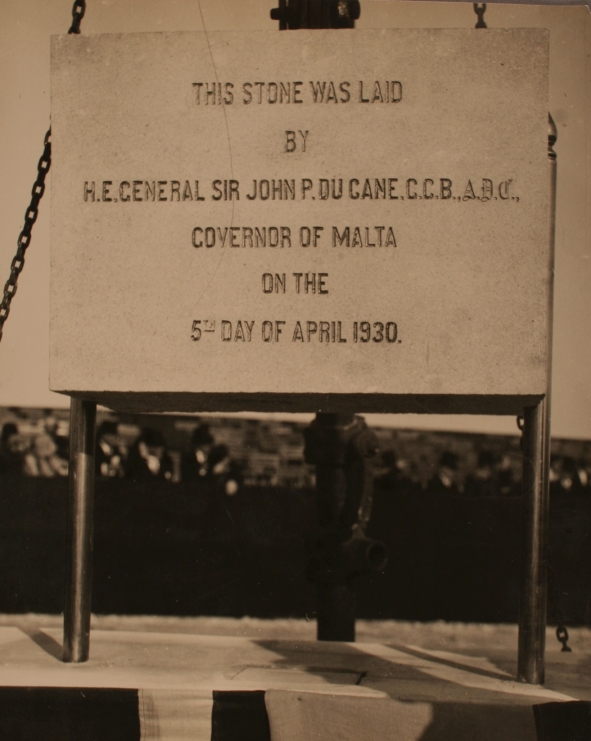 THIS STONE WAS LAID
BY
H.E. GENERAL SIR JOHN P. DU CANE, G.C.B., A.D.C.,
GOVERNOR OF MALTA
ON THE
5TH DAY OF APRIL 1930.